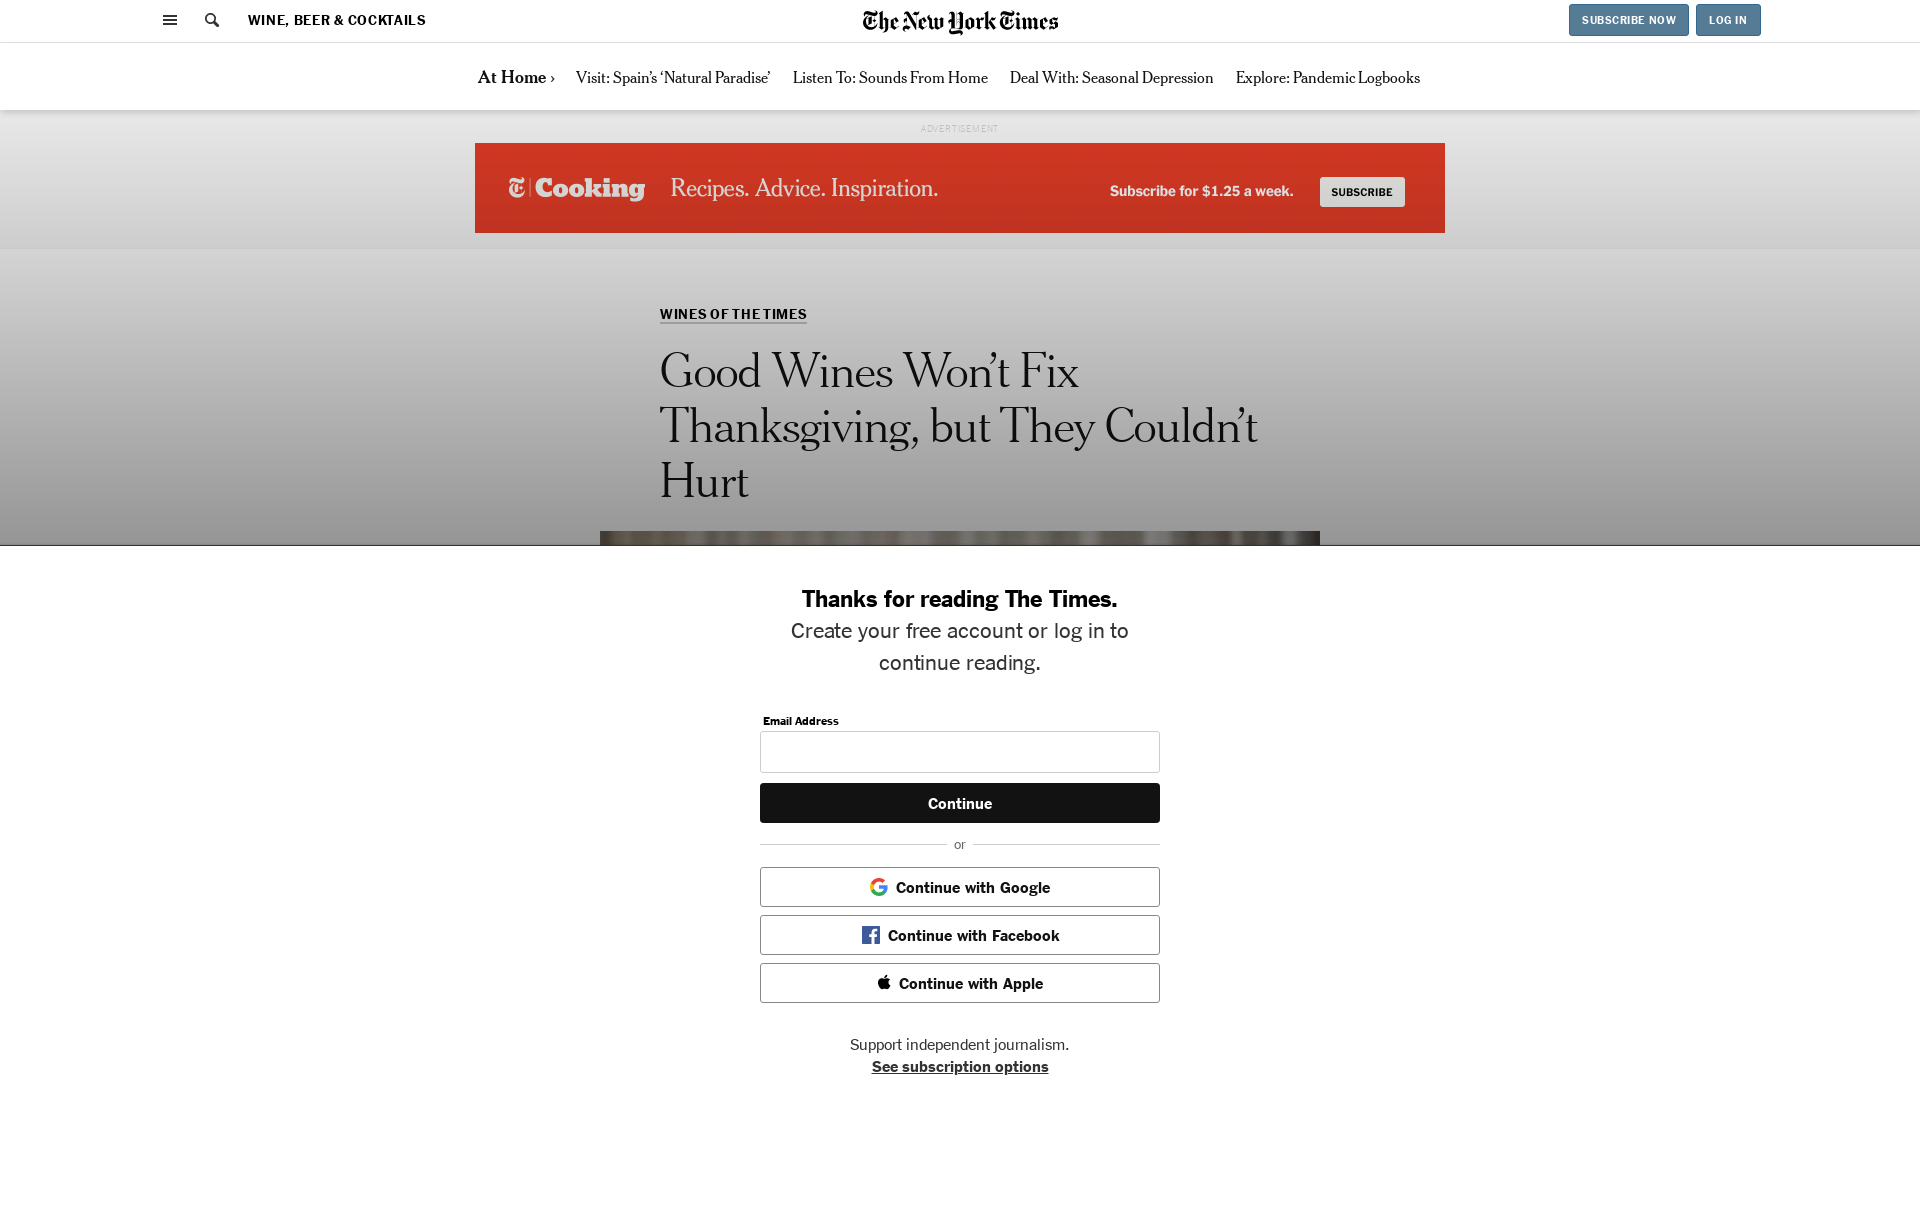 WINE, BEER & COCKTAILS
The New York Times
SUBSCRIBE NOW
LOG IN
At Home ›
Visit: Spain’s ‘Natural Paradise’
Listen To: Sounds From Home
Deal With: Seasonal Depression
Explore: Pandemic Logbooks
ADVERTISEMENT
T Cooking
Recipes. Advice. Inspiration.
Subscribe for $1.25 a week.
SUBSCRIBE
WINES OF THE TIMES
Good Wines Won’t Fix
Thanksgiving, but They Couldn’t
Hurt
Thanks for reading The Times.
Create your free account or log in to
continue reading.
Email Address
Continue
or
Continue with Google
Continue with Facebook
Continue with Apple
Support independent journalism.
See subscription options